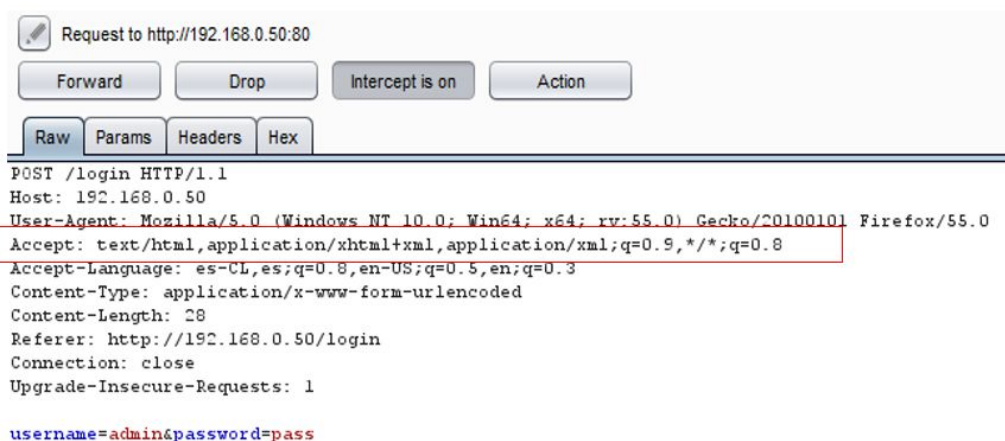 Request to http://192.168.0.50:80
Forward Drop Intercept is on Action
Raw Params Headers Hex
POST /login HTTP/1.1
Host: 192.168.0.50
User-Agent: Mozilla/5.0 (Windows NT 10.0; Win64; x64; rv:55.0) Gecko/20100101 Firefox/55.0
Accept: text/html,application/xhtml+xml,application/xml;q=0.9,*/*;q=0.8
Accept-Language: es-CL,es;q=0.8,en-US;q=0.5,en;q=0.3
Content-Type: application/x-www-form-urlencoded
Content-Length: 28
Referer: http://192.168.0.50/login
Connection: close
Upgrade-Insecure-Requests: 1
username=admin&password=pass